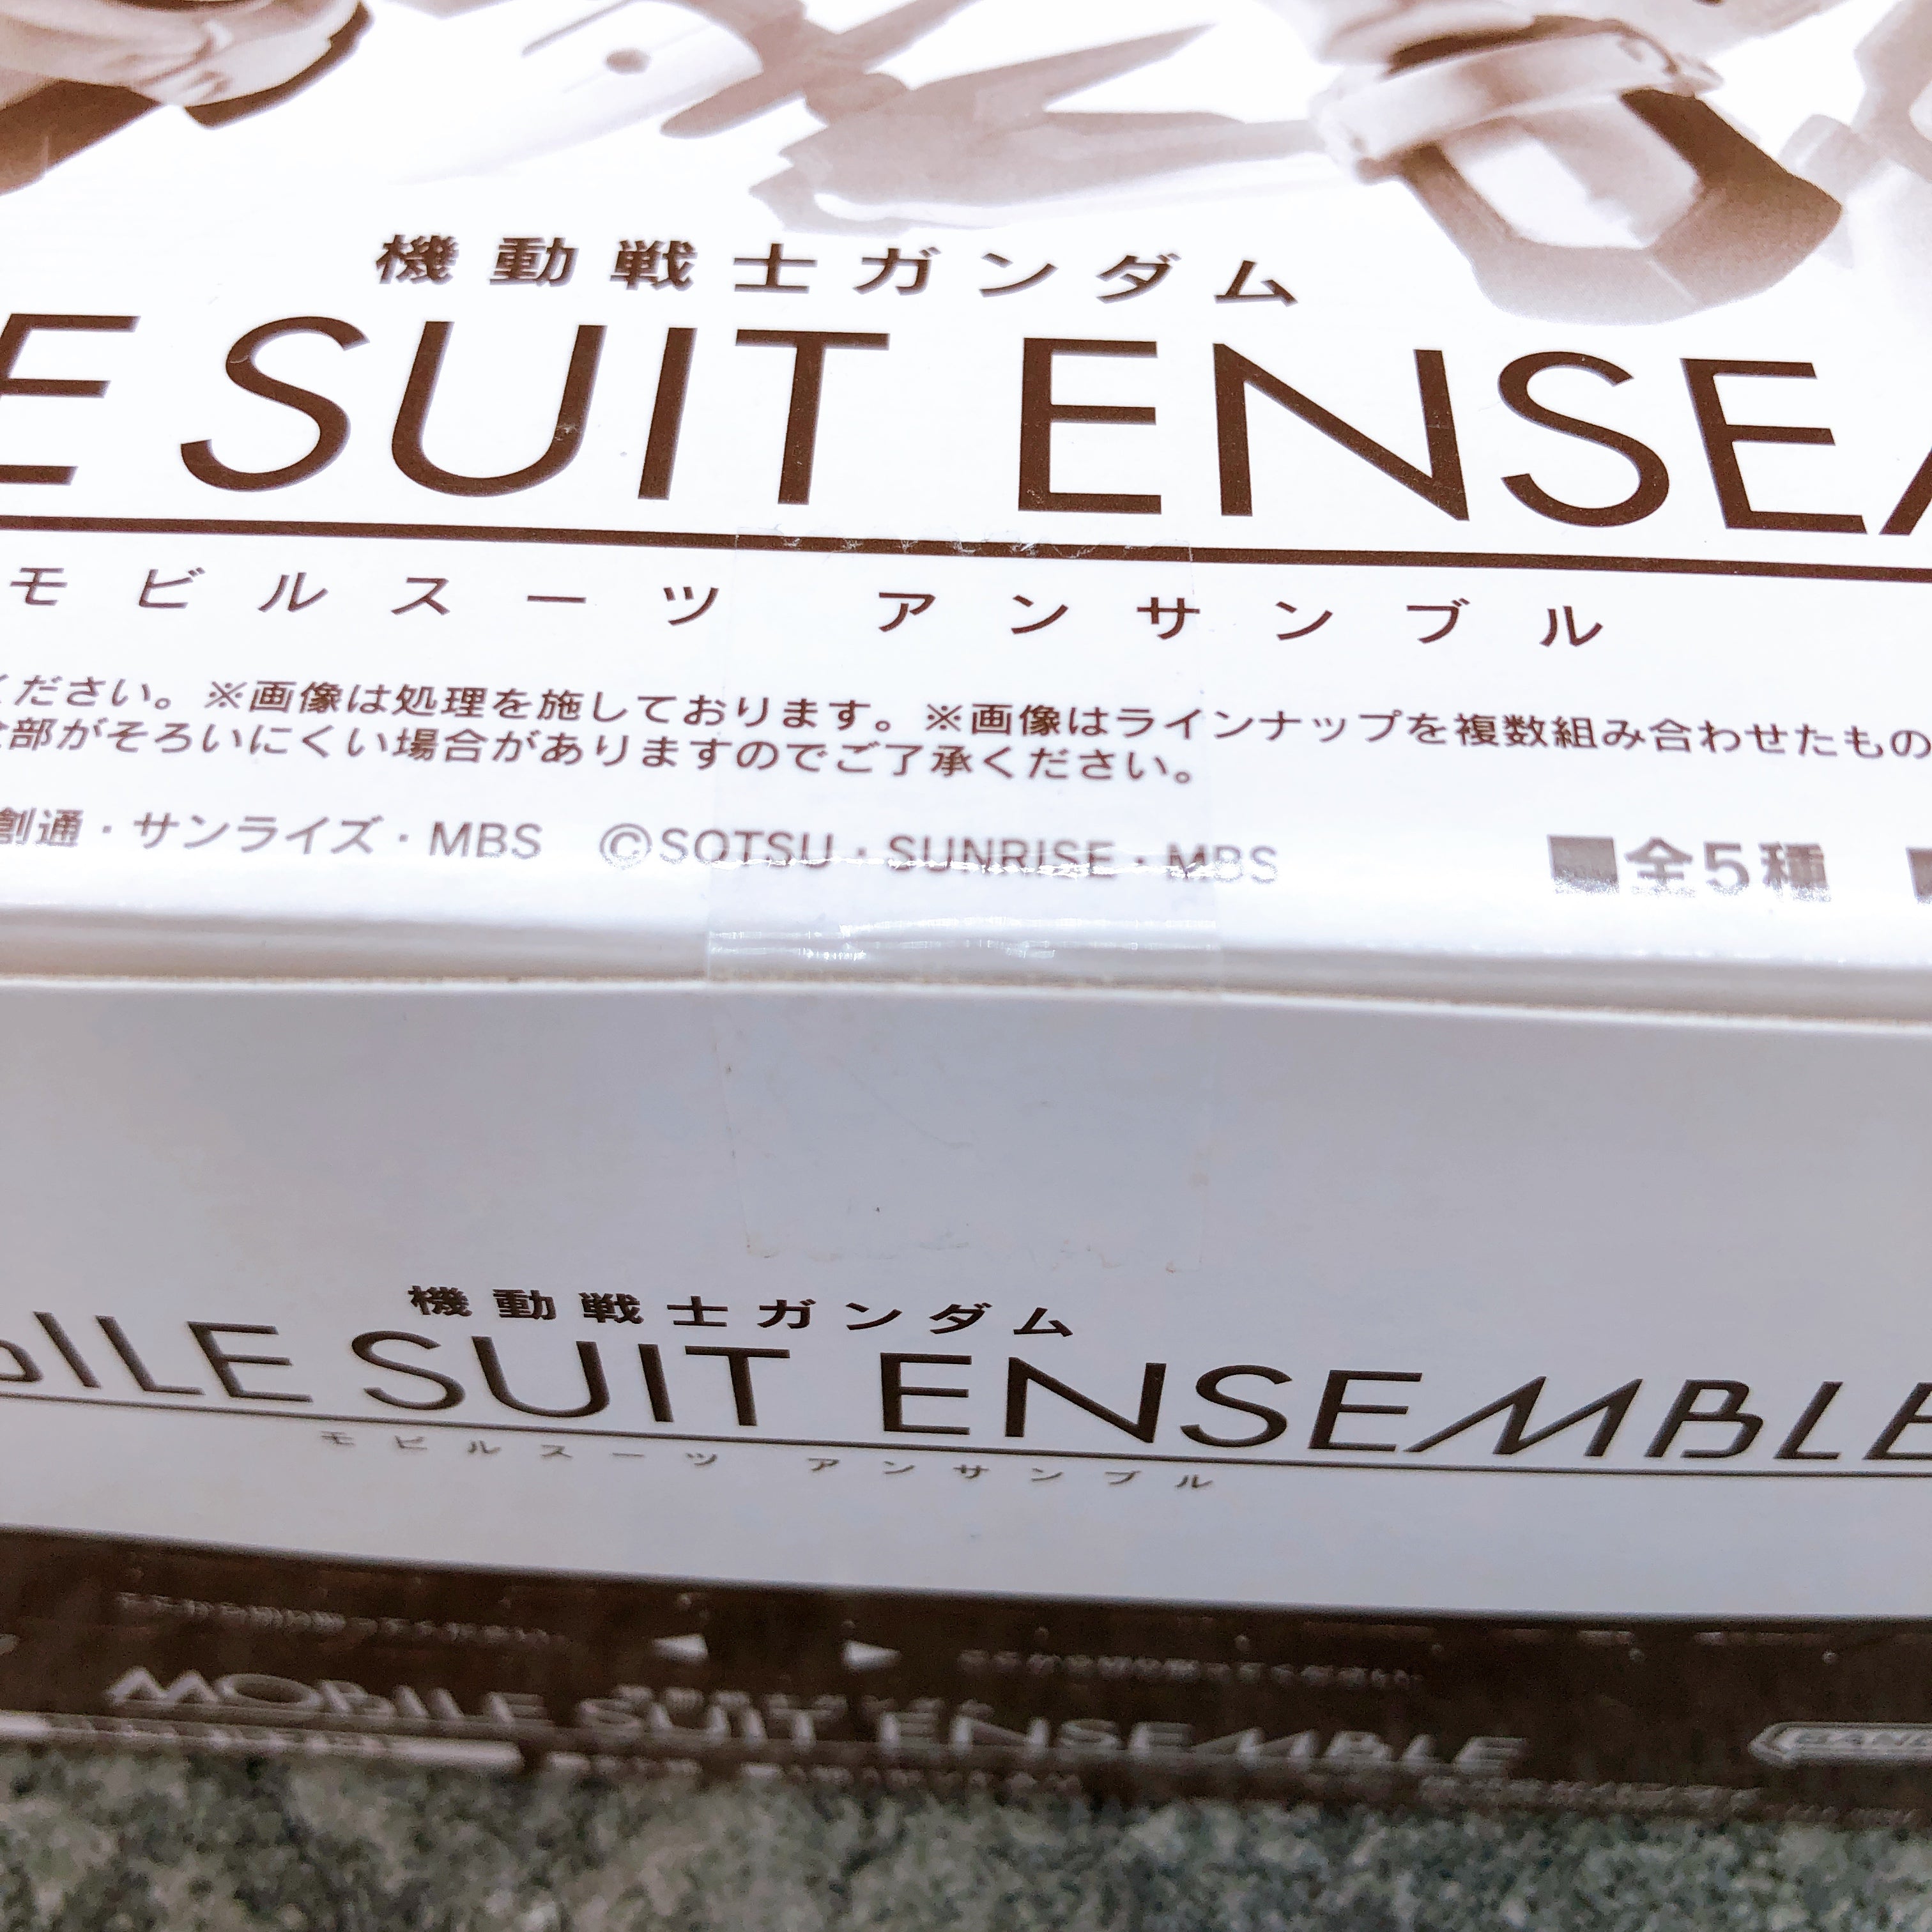 機動戦士ガンダム
E SUIT ENSE
モビルスーツ アンサンブル
ください。※画像は処理を施しております。※画像はラインナップを複数組み合わせたもの
全部がそろいにくい場合がありますのでご了承ください。
創通・サンライズ・MBS ©SOTSU・SUNRISE・MBS ■全5種
機動戦士ガンダム
bILE SUIT ENSEMBLE
モビルスーツ アンサンブル
MOBILE SUIT ENSEMBLE